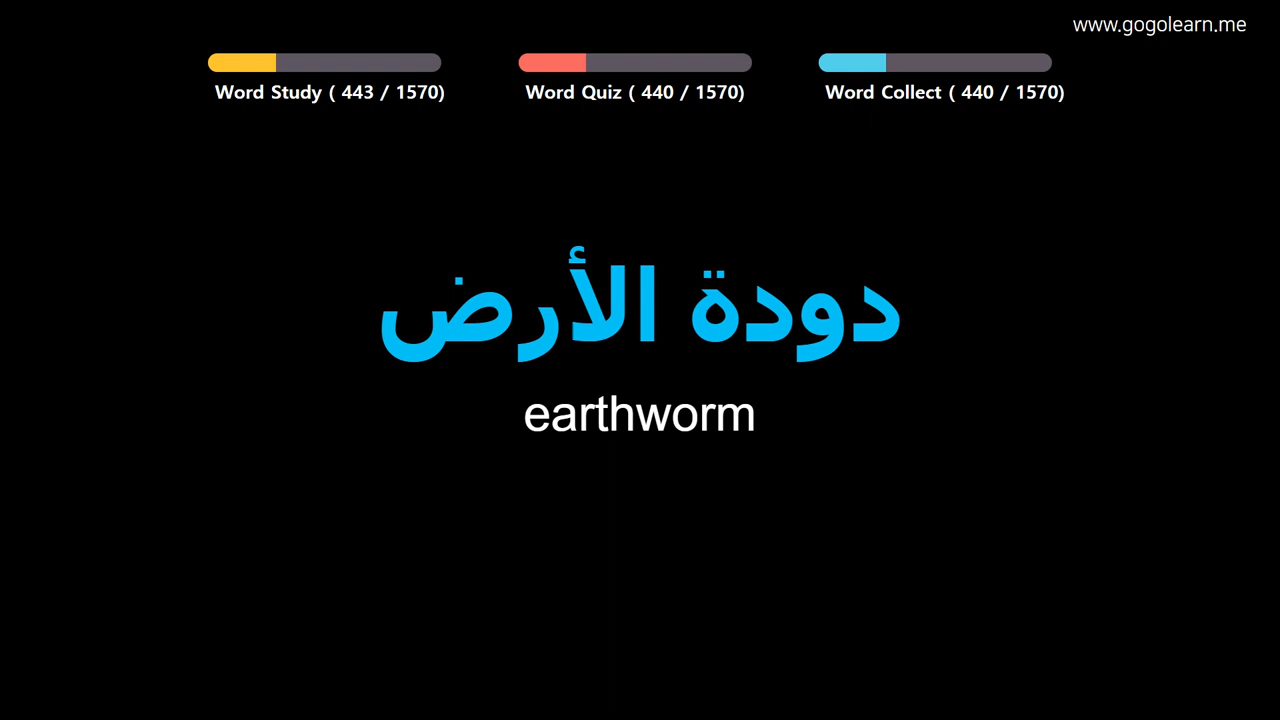 www.gogolearn.me
Word Study ( 443 / 1570)
Word Quiz ( 440 / 1570)
Word Collect ( 440 / 1570)
دودة الأرض
earthworm